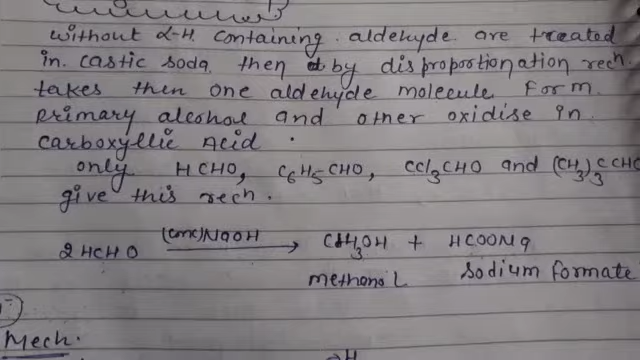 without α-H. containing. aldehyde are treated
in. castic soda, then by disproportionation rech.
takes then one aldehyde molecule form.
primary alcohol and other oxidise in.
carboxyllic Acid.
only HCHO, C6H5CHO, CCl3CHO and (CH3)3CCHO
give this rech.
2HCHO (conc)NaOH → CH3OH + HCOONa
methanol sodium formate
Mech.